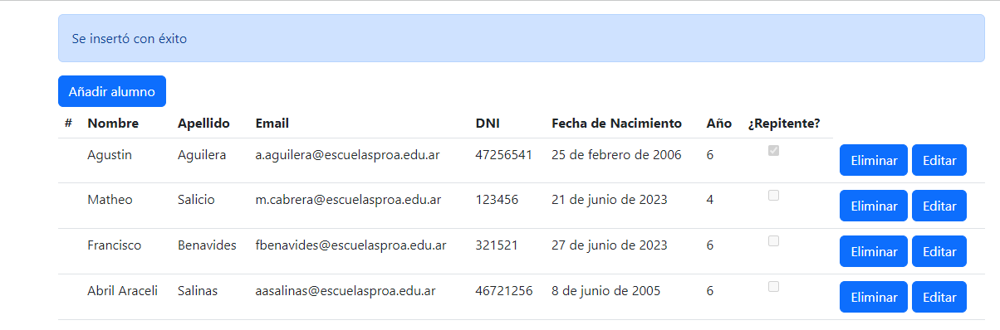 Se insertó con éxito
Añadir alumno
# Nombre Apellido Email DNI Fecha de Nacimiento Año ¿Repitente?
Agustin Aguilera a.aguilera@escuelasproa.edu.ar 47256541 25 de febrero de 2006 6 Eliminar Editar
Matheo Salicio m.cabrera@escuelasproa.edu.ar 123456 21 de junio de 2023 4 Eliminar Editar
Francisco Benavides fbenavides@escuelasproa.edu.ar 321521 27 de junio de 2023 6 Eliminar Editar
Abril Araceli Salinas aasalinas@escuelasproa.edu.ar 46721256 8 de junio de 2005 6 Eliminar Editar